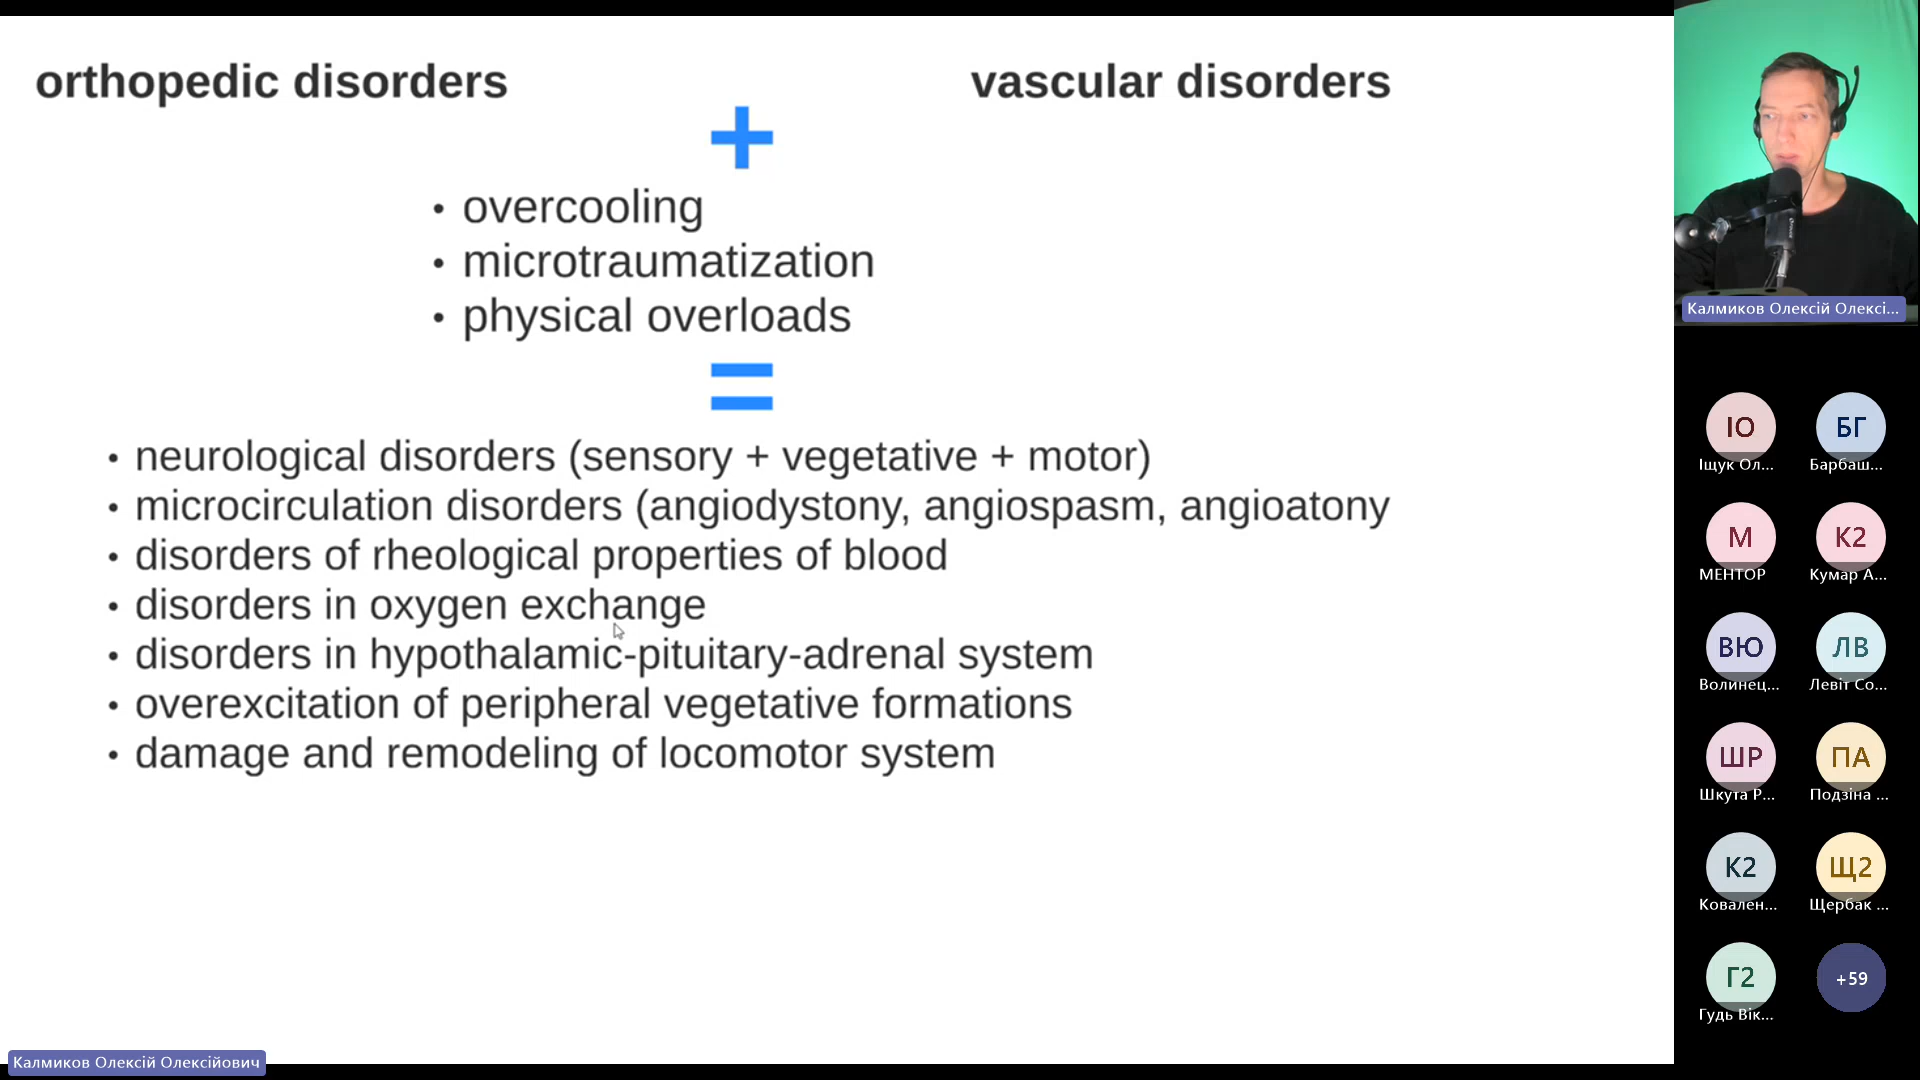 orthopedic disorders
vascular disorders
+
• overcooling
• microtraumatization
• physical overloads
=
• neurological disorders (sensory + vegetative + motor)
• microcirculation disorders (angiodystony, angiospasm, angioatony
• disorders of rheological properties of blood
• disorders in oxygen exchange
• disorders in hypothalamic-pituitary-adrenal system
• overexcitation of peripheral vegetative formations
• damage and remodeling of locomotor system
Калмиков Олексій Олексійович
Калмиков Олексій Олексі...
ІО
Іщук Ол...
БГ
Барбаш...
М
МЕНТОР
К2
Кумар А...
ВЮ
Волинец...
ЛВ
Левіт Со...
ШР
Шкута Р...
ПА
Подзіна ...
К2
Ковален...
Щ2
Щербак ...
Г2
Гудь Вік...
+59